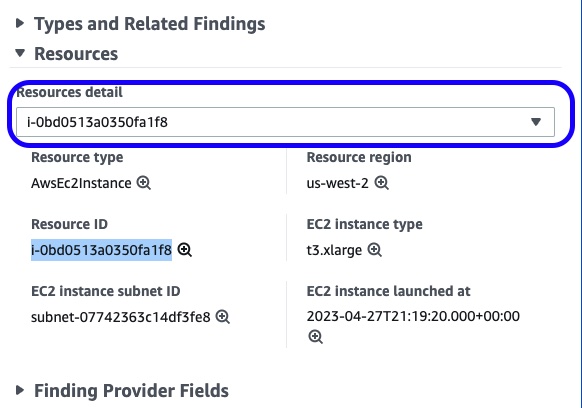 Types and Related Findings
Resources
Resources detail
i-0bd0513a0350fa1f8
Resource type
AwsEc2Instance
Resource region
us-west-2
Resource ID
i-0bd0513a0350fa1f8
EC2 instance type
t3.xlarge
EC2 instance subnet ID
subnet-07742363c14df3fe8
EC2 instance launched at
2023-04-27T21:19:20.000+00:00
Finding Provider Fields